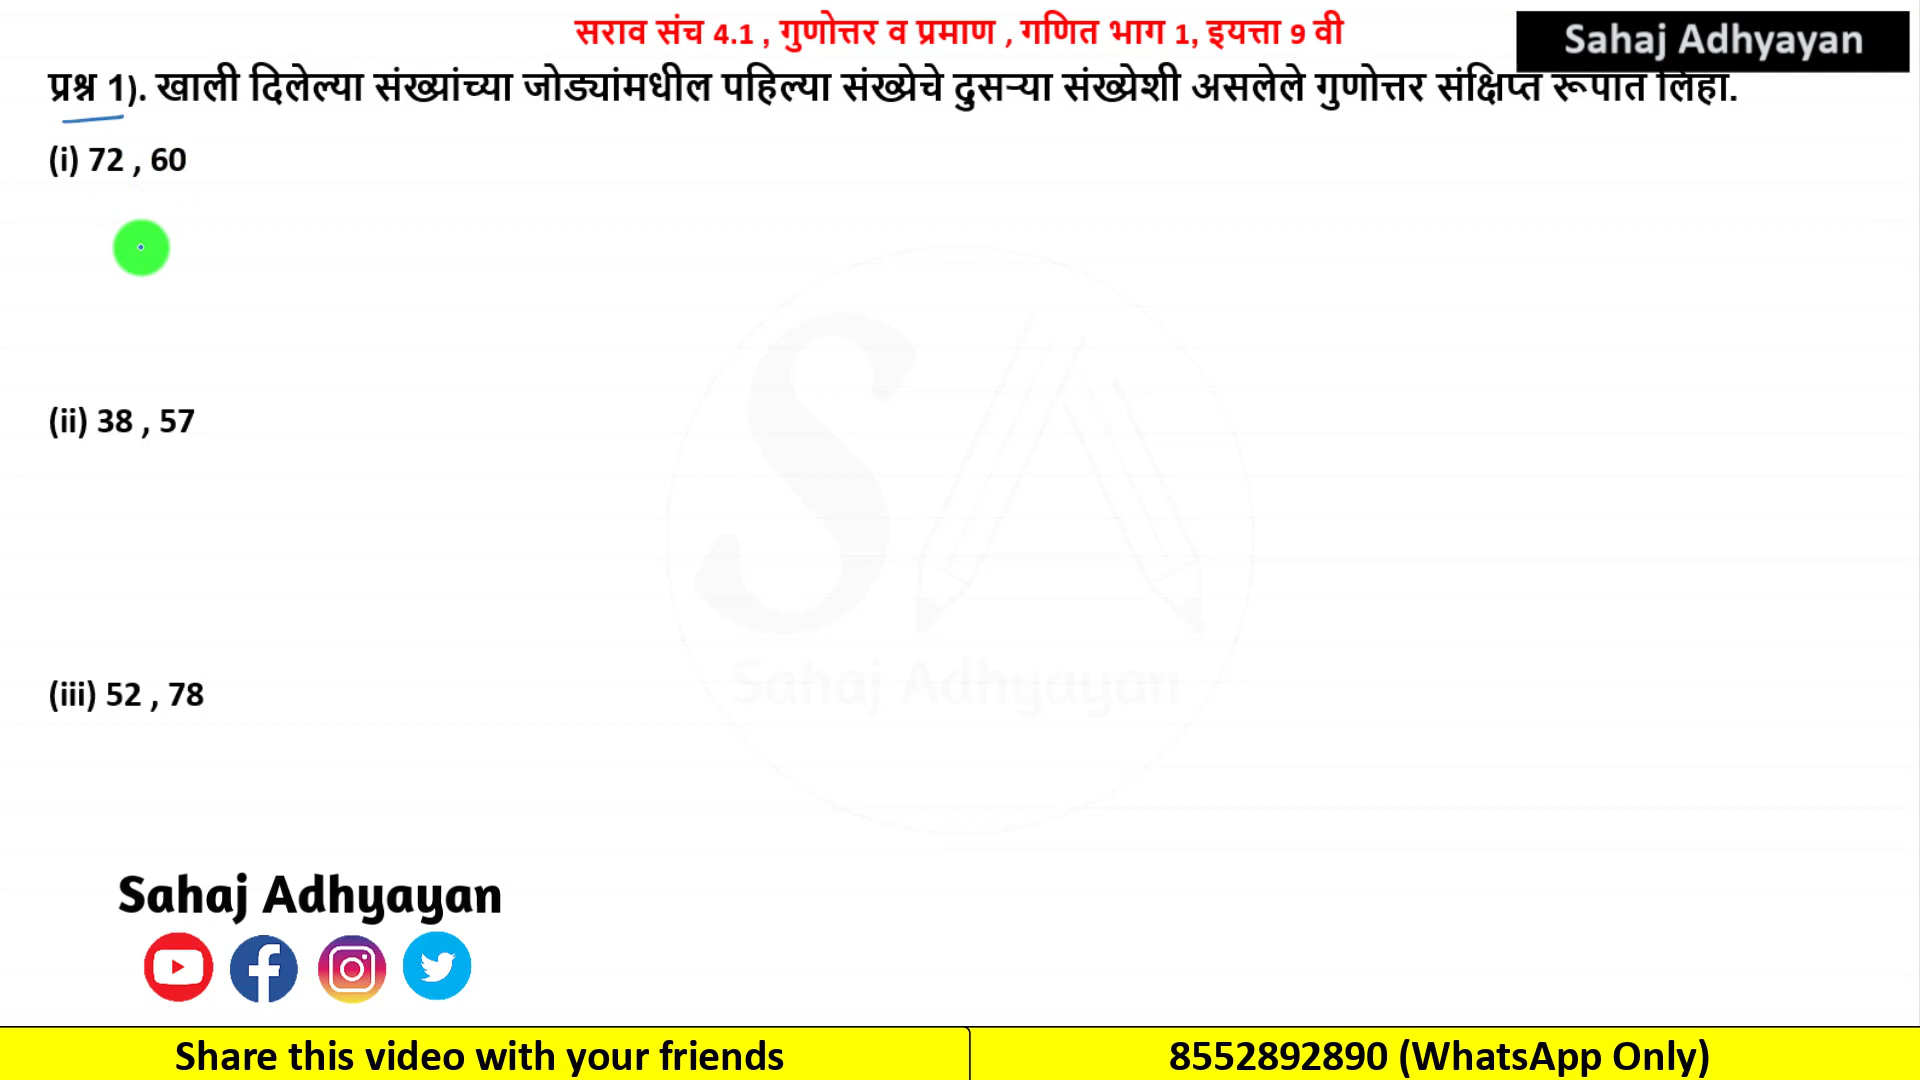 सराव संच 4.1 , गुणोत्तर व प्रमाण , गणित भाग 1, इयत्ता 9 वी
Sahaj Adhyayan
प्रश्न 1). खाली दिलेल्या संख्यांच्या जोड्यांमधील पहिल्या संख्येचे दुसऱ्या संख्येशी असलेले गुणोत्तर संक्षिप्त रूपात लिहा.
(i) 72 , 60
(ii) 38 , 57
Sahaj Adhyayan
(iii) 52 , 78
Sahaj Adhyayan
Share this video with your friends
8552892890 (WhatsApp Only)